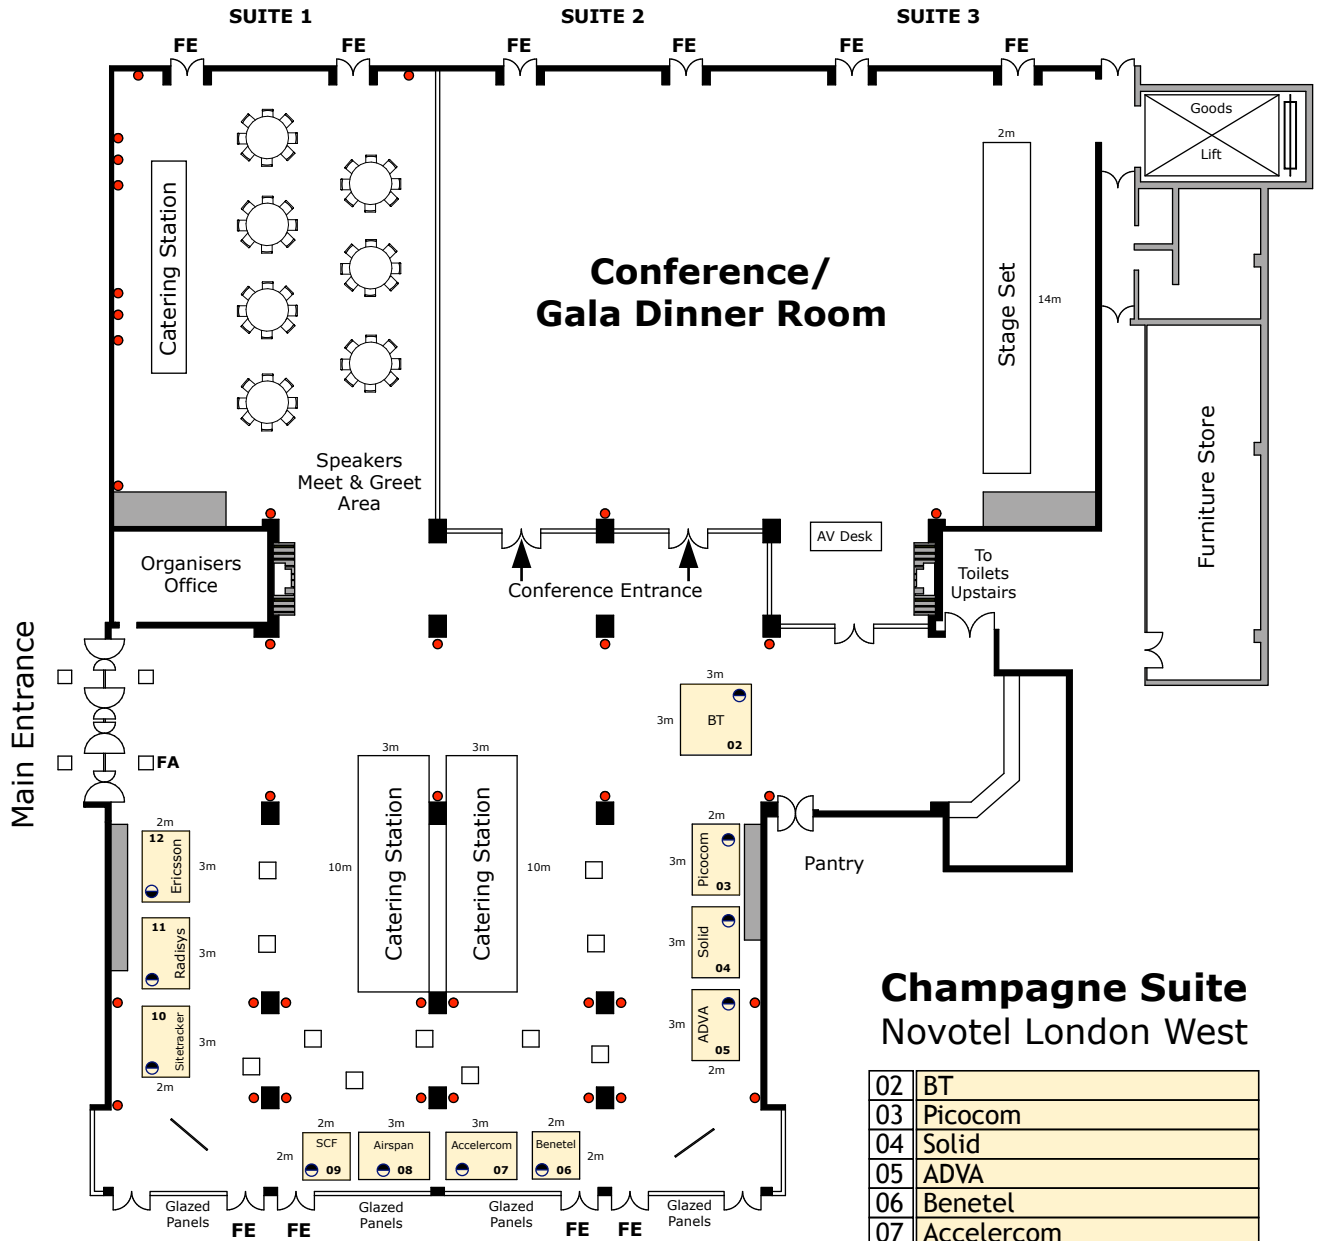 SUITE 1
SUITE 2
SUITE 3
FE
FE
FE
FE
FE
FE
Goods
Lift
2m
Catering Station
Conference/
Gala Dinner Room
Stage Set
14m
Furniture Store
Speakers
Meet & Greet
Area
Organisers
Office
Conference Entrance
AV Desk
To
Toilets
Upstairs
Main Entrance
FA
3m
3m
BT
02
3m
3m
10m
Catering Station
Catering Station
10m
2m
12
Ericsson
3m
11
Radisys
3m
10
Sitetracker
3m
2m
2m
3m
Picocom
03
3m
Solid
04
3m
ADVA
05
2m
Pantry
2m
3m
3m
2m
2m
SCF
09
Airspan
08
Accelercom
07
Benetel
06
2m
Glazed
Panels
Glazed
Panels
Glazed
Panels
Glazed
Panels
FE
FE
FE
FE
Champagne Suite
Novotel London West
02 BT
03 Picocom
04 Solid
05 ADVA
06 Benetel
07 Accelercom